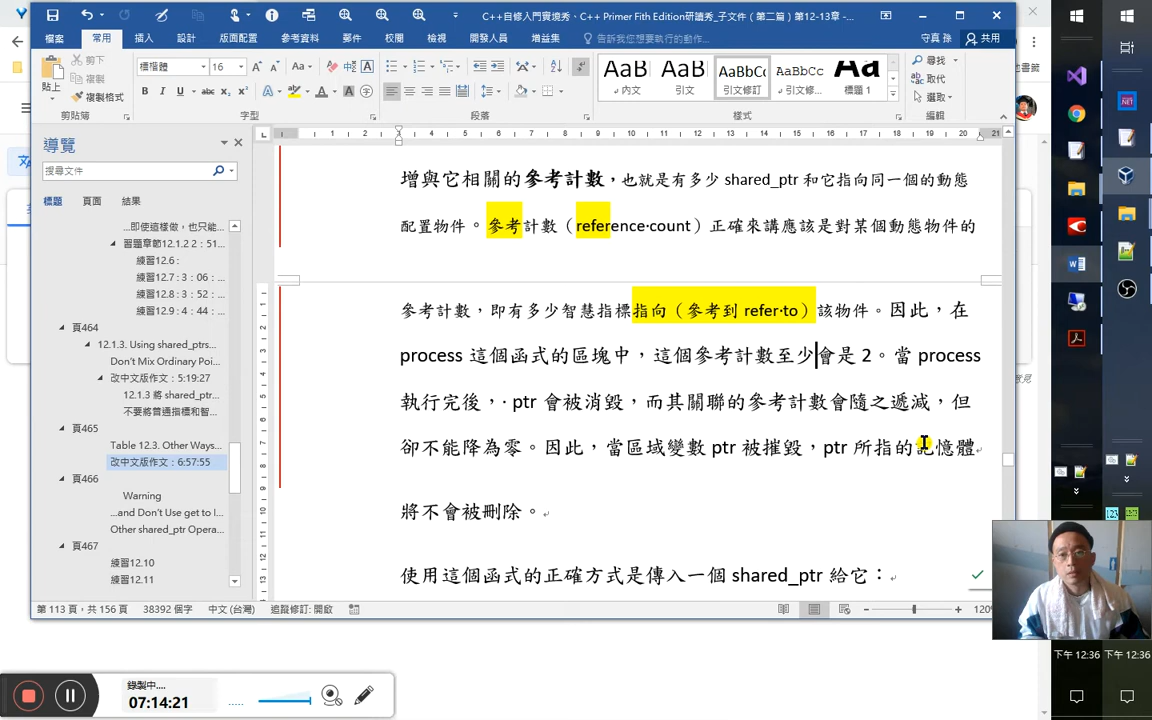 C++自修入門實境秀、C++ Primer Fith Edition研讀秀_子文件（第二篇）第12-13章 -...
檔案 常用 插入 設計 版面配置 參考資料 郵件 校閱 檢視 開發人員 增益集 告訴我您想要執行的動作... 守真 孫 共用
貼上 剪下 複製 複製格式
標楷體 16
AaBb AaBb AaBbCc AaBbCc AaBb
內文 引文 引文修訂 引文修... 標題 1
尋找 取代 選取
剪貼簿 字型 段落 樣式 編輯
導覽
搜尋文件
標題 頁面 結果
...即使這樣做，也只能...
習題章節12.1.2 2：51...
練習12.6 :
練習12.7 : 3：06：...
練習12.8 : 3：52：...
練習12.9 : 4：44：...
頁464
12.1.3. Using shared_ptrs...
Don't Mix Ordinary Poi...
改中文版作文：5:19:27
12.1.3 將 shared_ptr...
不要將普通指標和智...
頁465
Table 12.3. Other Ways...
改中文版作文：6:57:55
頁466
Warning
...and Don't Use get to I...
Other shared_ptr Opera...
頁467
練習12.10
練習12.11
增與它相關的參考計數，也就是有多少 shared_ptr 和它指向同一個的動態
配置物件。參考計數（reference·count）正確來講應該是對某個動態物件的
參考計數，即有多少智慧指標指向（參考到 refer·to）該物件。因此，在
process 這個函式的區塊中，這個參考計數至少會是 2。當 process
執行完後，· ptr 會被消毀，而其關聯的參考計數會隨之遞減，但
卻不能降為零。因此，當區域變數 ptr 被摧毀，ptr 所指的記憶體
將不會被刪除。
使用這個函式的正確方式是傳入一個 shared_ptr 給它：
第 113 頁，共 156 頁 38392 個字 中文 (台灣) 追蹤修訂: 開啟 120%
錄製中....
07:14:21
下午 12:36 下午 12:36